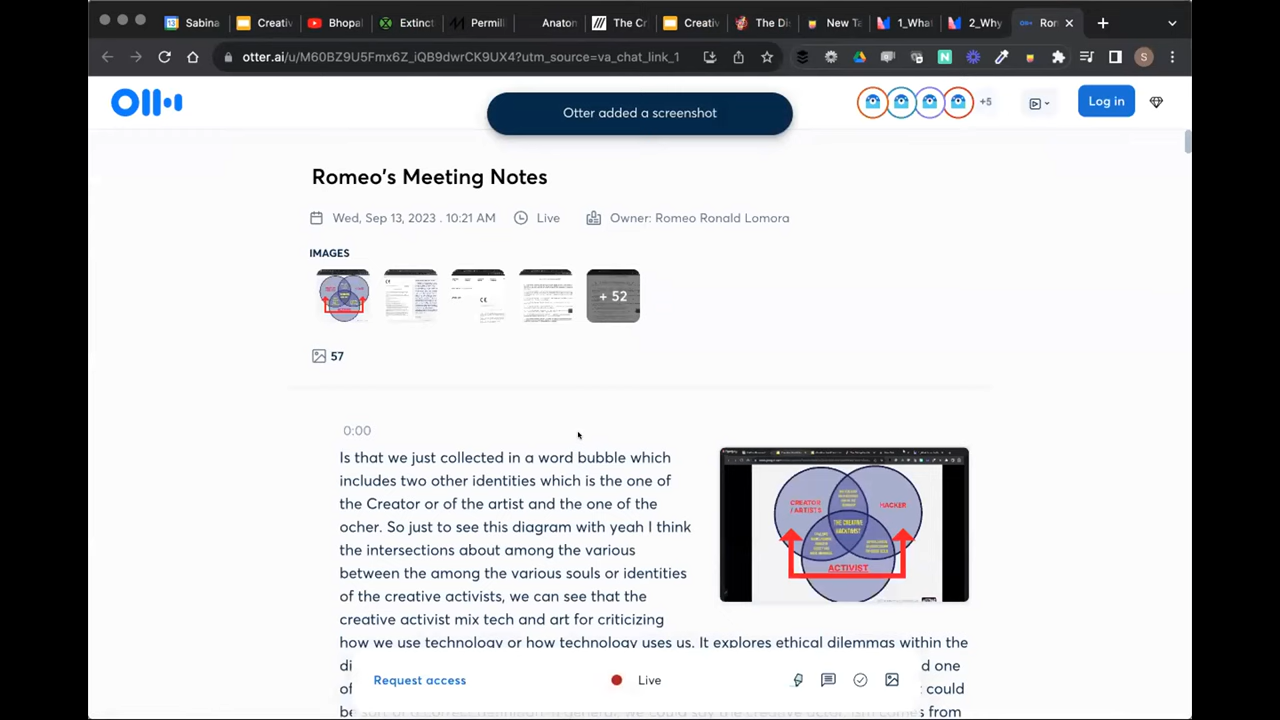 Sabina
Creativ
Bhopal
Extinct
Permill
Anaton
The Cr
Creativ
The Di
New Ta
1_What
2_Why
Ron
otter.ai/u/M60BZ9U5Fmx6Z_iQB9dwrCK9UX4?utm_source=va_chat_link_1
S
Otter added a screenshot
+5
Log in
Romeo's Meeting Notes
Wed, Sep 13, 2023 . 10:21 AM
Live
Owner: Romeo Ronald Lomora
IMAGES
+ 52
57
0:00
Is that we just collected in a word bubble which
includes two other identities which is the one of
the Creator or of the artist and the one of the
ocher. So just to see this diagram with yeah I think
the intersections about among the various
between the among the various souls or identities
of the creative activists, we can see that the
creative activist mix tech and art for criticizing
how we use technology or how technology uses us. It explores ethical dilemmas within the
CREATOR
/ ARTISTS
HACKER
THE CREATIVE
ACTIVIST
Request access
Live